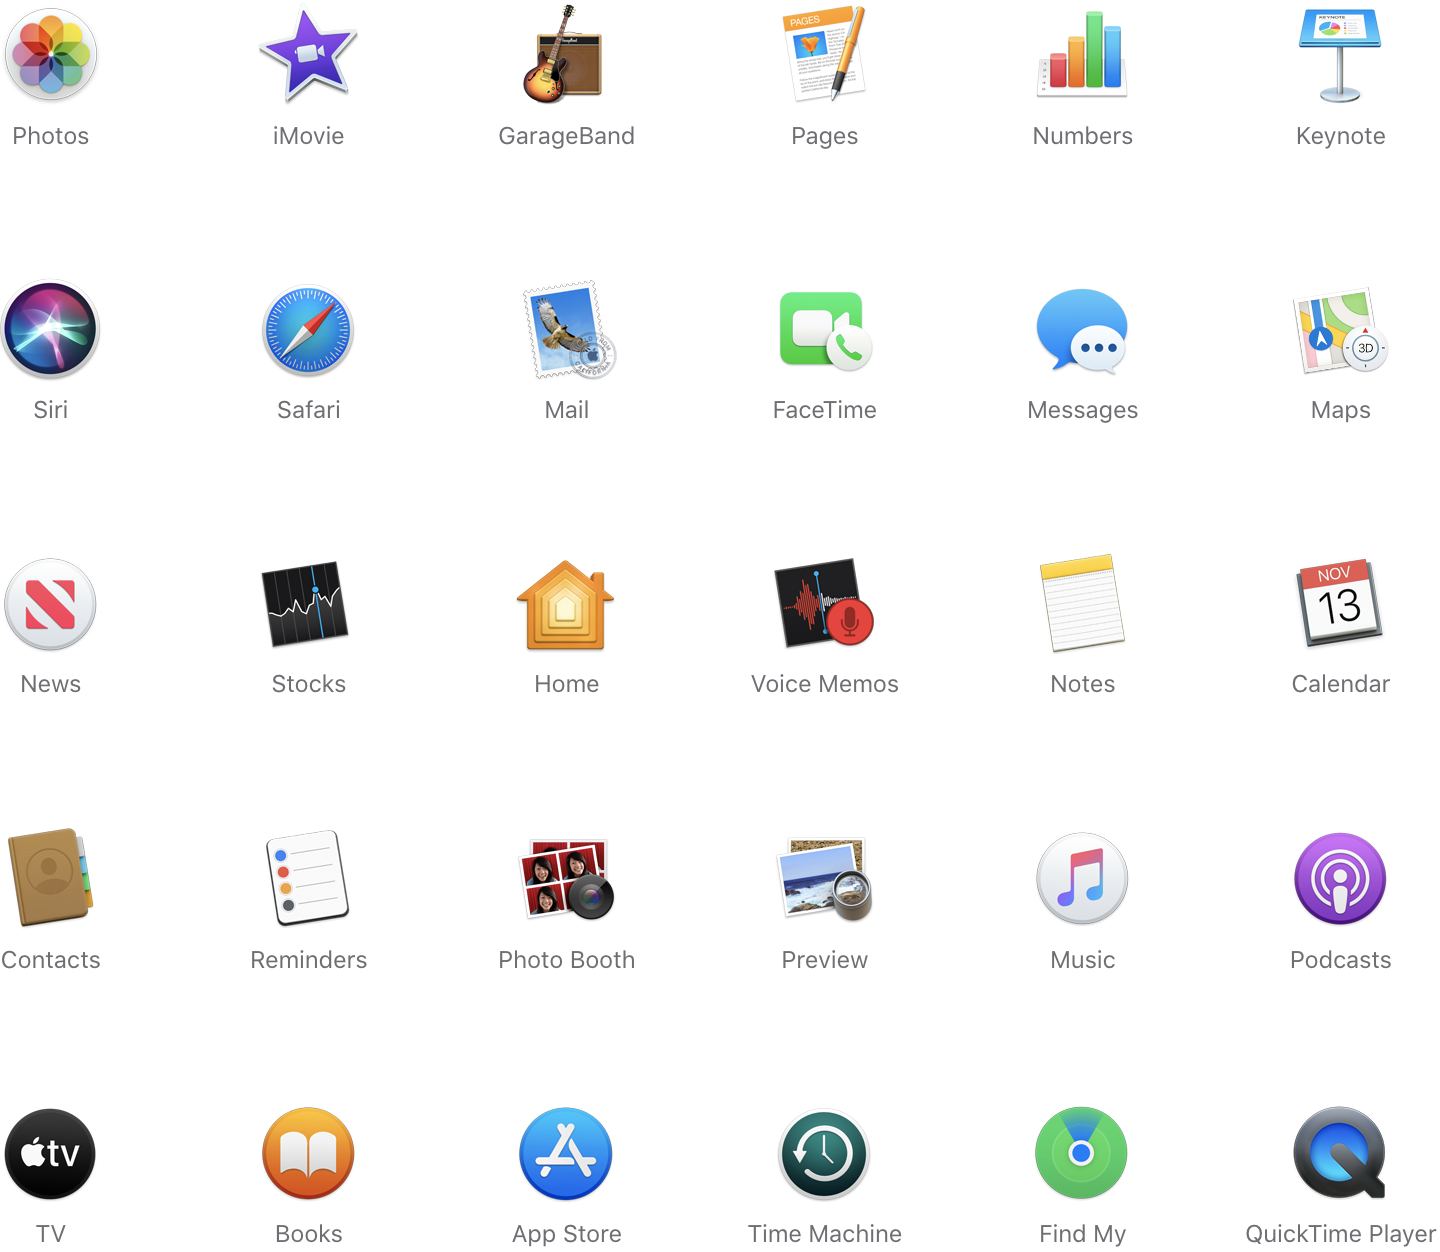 PAGES
KEYNOTE
Photos
iMovie
GarageBand
Pages
Numbers
Keynote
3D
Siri
Safari
Mail
FaceTime
Messages
Maps
NOV
13
News
Stocks
Home
Voice Memos
Notes
Calendar
Contacts
Reminders
Photo Booth
Preview
Music
Podcasts
tv
TV
Books
App Store
Time Machine
Find My
QuickTime Player